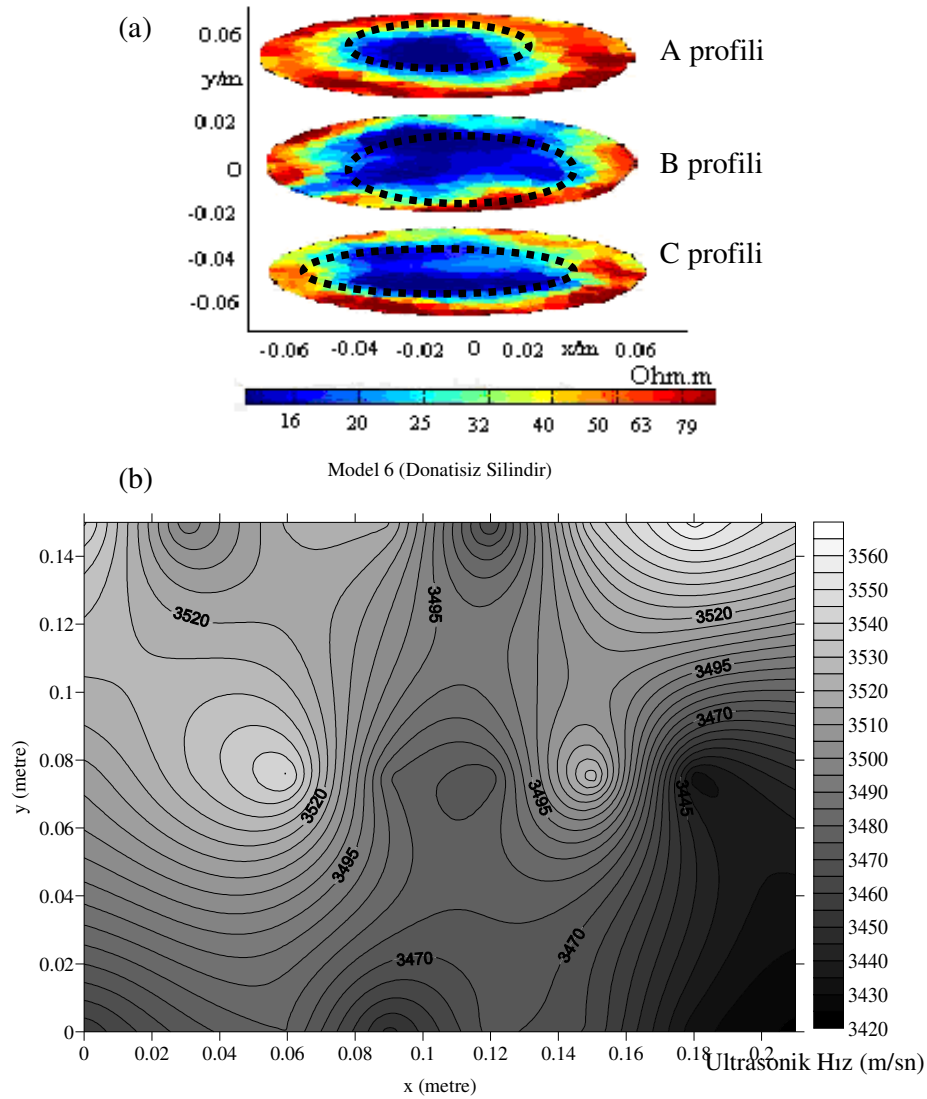 (a)
0.06
y/m
0.02
0
-0.02
-0.04
-0.06
A profili
B profili
C profili
-0.06 -0.04 -0.02 0 0.02 x/m 0.06
Ohm.m
16 20 25 32 40 50 63 79
Model 6 (Donatisiz Silindir)
(b)
y (metre)
0.14
0.12
0.1
0.08
0.06
0.04
0.02
0
3520
3495
3520
3495
3470
3520
3495
3445
3495
3470
3470
0 0.02 0.04 0.06 0.08 0.1 0.12 0.14 0.16 0.18 0.2
x (metre)
3560
3550
3540
3530
3520
3510
3500
3490
3480
3470
3460
3450
3440
3430
3420
Ultrasonik Hız (m/sn)